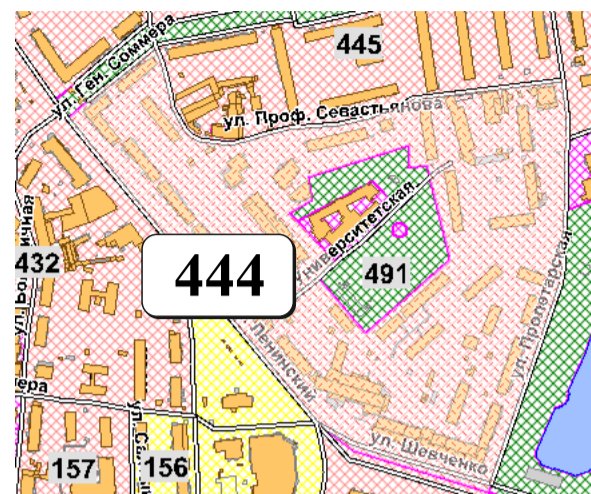 445
ул. Ген. Соммера
ул. Проф. Севастьянова
Университетская
432
444
491
ул. Пролетарская
Ленинский
ул. Шевченко
157
156